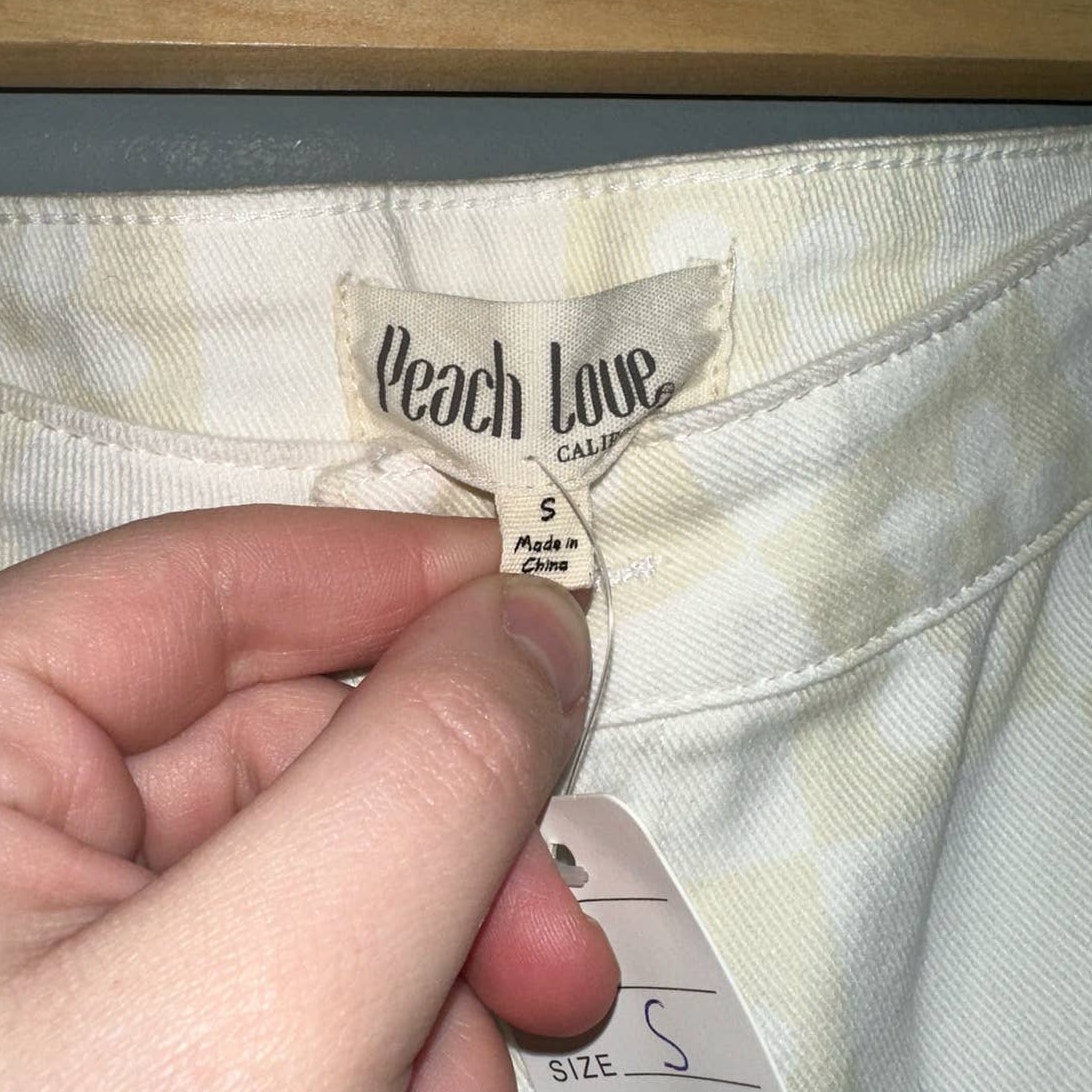 Peach Love
S
Made in
China
S
SIZE